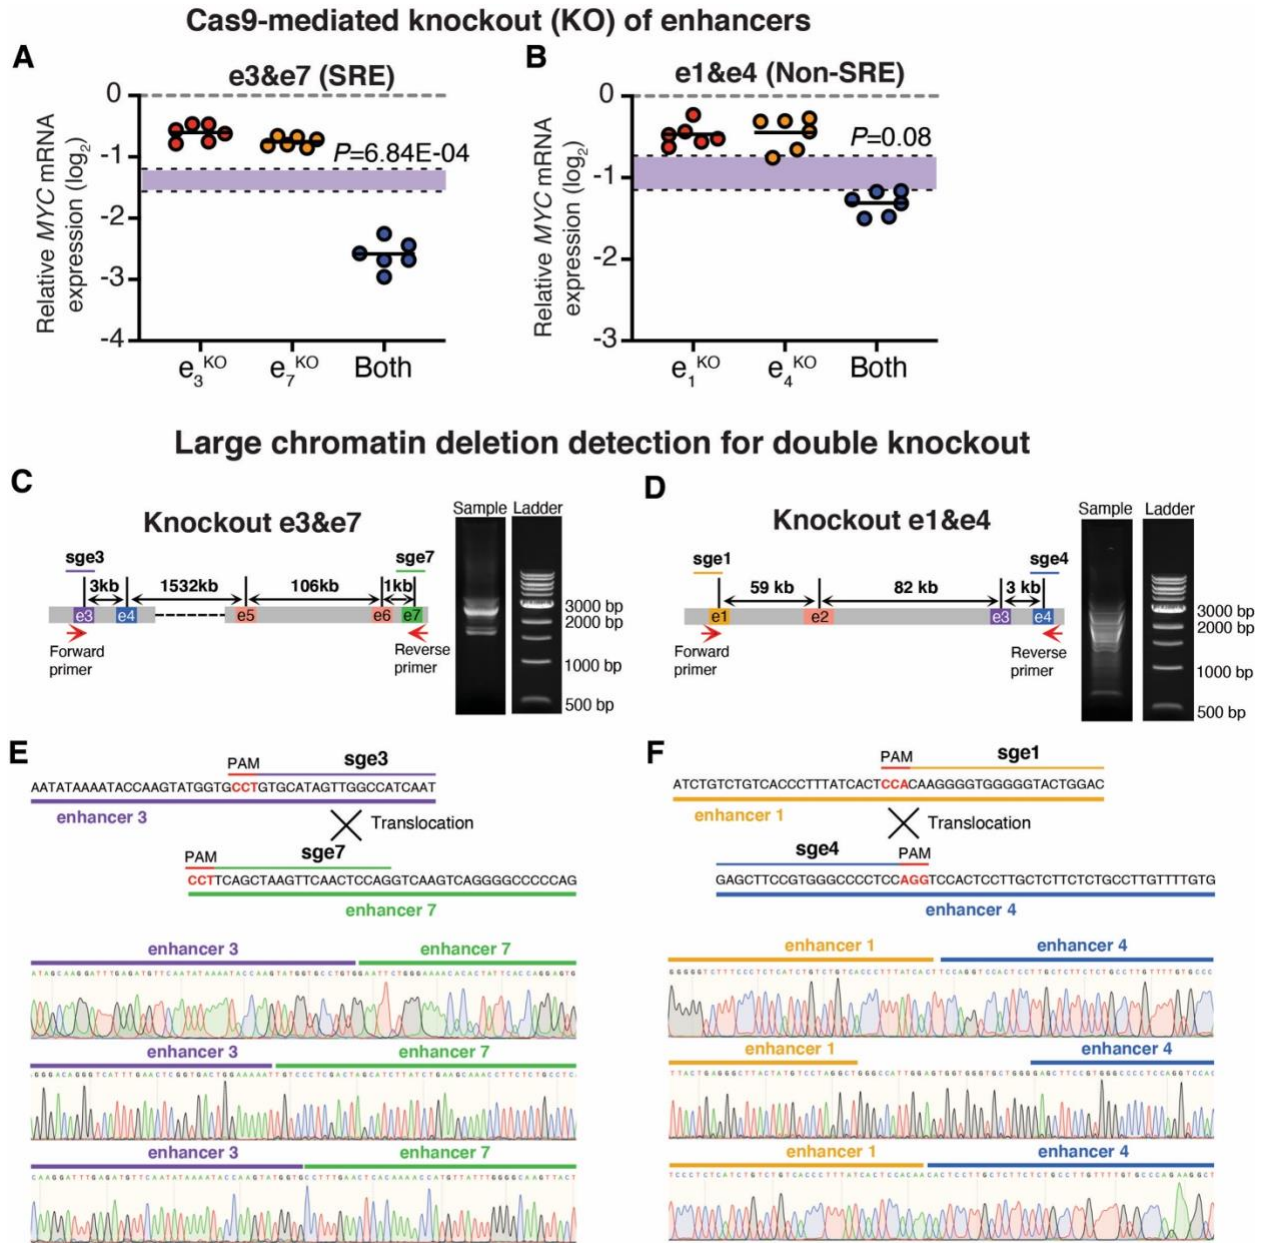 Cas9-mediated knockout (KO) of enhancers
A
e3&e7 (SRE)
Relative MYC mRNA
expression (log2)
0
-1
-2
-3
-4
P=6.84E-04
e3KO e7KO Both
B
e1&e4 (Non-SRE)
Relative MYC mRNA
expression (log2)
0
-1
-2
-3
P=0.08
e1KO e4KO Both
Large chromatin deletion detection for double knockout
C
Knockout e3&e7
sge3 sge7
3kb 1532kb 106kb 1kb
e3 e4 e5 e6 e7
Forward
primer
Reverse
primer
Sample Ladder
3000 bp
2000 bp
1000 bp
500 bp
D
Knockout e1&e4
sge1 sge4
59 kb 82 kb 3 kb
e1 e2 e3 e4
Forward
primer
Reverse
primer
Sample Ladder
3000 bp
2000 bp
1000 bp
500 bp
E
PAM sge3
AATATAAAATACCAAGTATGGTGCCTGTGCATAGTTGGCCATCAAT
enhancer 3
Translocation
PAM sge7
CCTTCAGCTAAGTTCAACTCCAGGTCAAGTCAGGGGCCCCCAG
enhancer 7
enhancer 3 enhancer 7
ATAGCAAGGATTTGAGATGTTCAATATAAAATACCAAGTATGGTGCCTGTGGAATTCTGGGAAAACACACTATTCACCAGGAGTG
enhancer 3 enhancer 7
GGGACAGGGTCATTTGAACTCGGTGACTGGAAAAATTGTCCCTCGACTAGCATCTTATCTGAAGCAAACCTTCTCTGCCTC
enhancer 3 enhancer 7
CAAGGATTTGAGATGTTCAATATAAAATACCAAGTATGGTGCCTTTGAACTCACAAAACCATGTTATTTGGGGCAAGTTACT
F
PAM sge1
ATCTGTCTGTCACCCTTTATCACTCCACAAGGGGTGGGGGTACTGGAC
enhancer 1
Translocation
sge4 PAM
GAGCTTCCGTGGGCCCCTCCAGGTCCACTCCTTGCTCTTCTCTGCCTTGTTTTGTG
enhancer 4
enhancer 1 enhancer 4
GGGGGTCTTTCCCTCTCATCTGTCTGTCACCCTTTATCACTTCCAGGTCCACTCCTTGCTCTTCTCTGCCTTGTTTTGTGCCC
enhancer 1 enhancer 4
TTACTGAGGGCTTACTATGTCCTAGGCTGGGCCATTGGAGTGGTGGGTGCTGGGGAGCTTCCGTGGGCCCCTCCAGGTCCAC
enhancer 1 enhancer 4
TCCCTCTCATCTGTCTGTCACCCTTTATCACTCCACAACACTCCTTGCTCTTCTCTGCCTTGTTTTGTGCCCAGAAGGCT